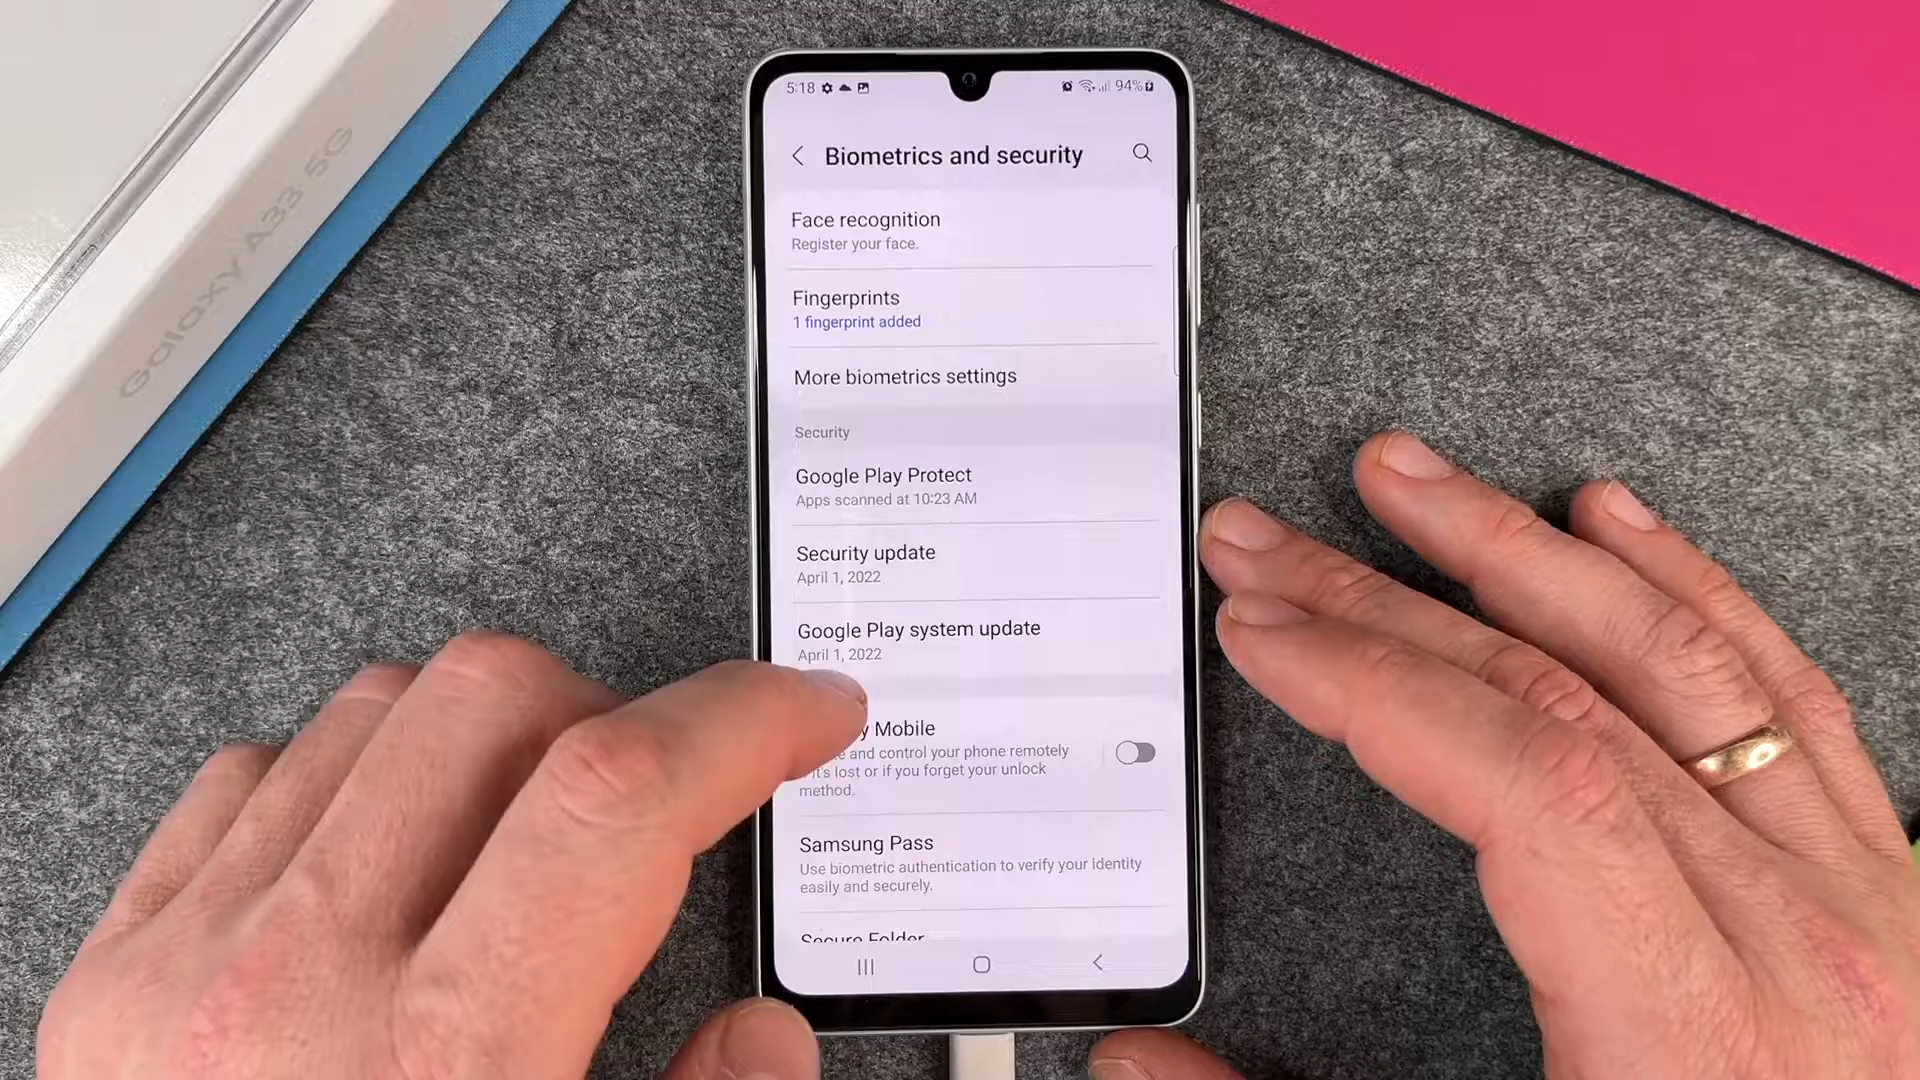 Galaxy A33 5G
5:18
94%
Biometrics and security
Face recognition
Register your face.
Fingerprints
1 fingerprint added
More biometrics settings
Security
Google Play Protect
Apps scanned at 10:23 AM
Security update
April 1, 2022
Google Play system update
April 1, 2022
Mobile
and control your phone remotely
it's lost or if you forget your unlock
method.
Samsung Pass
Use biometric authentication to verify your identity
easily and securely.
Secure Folder